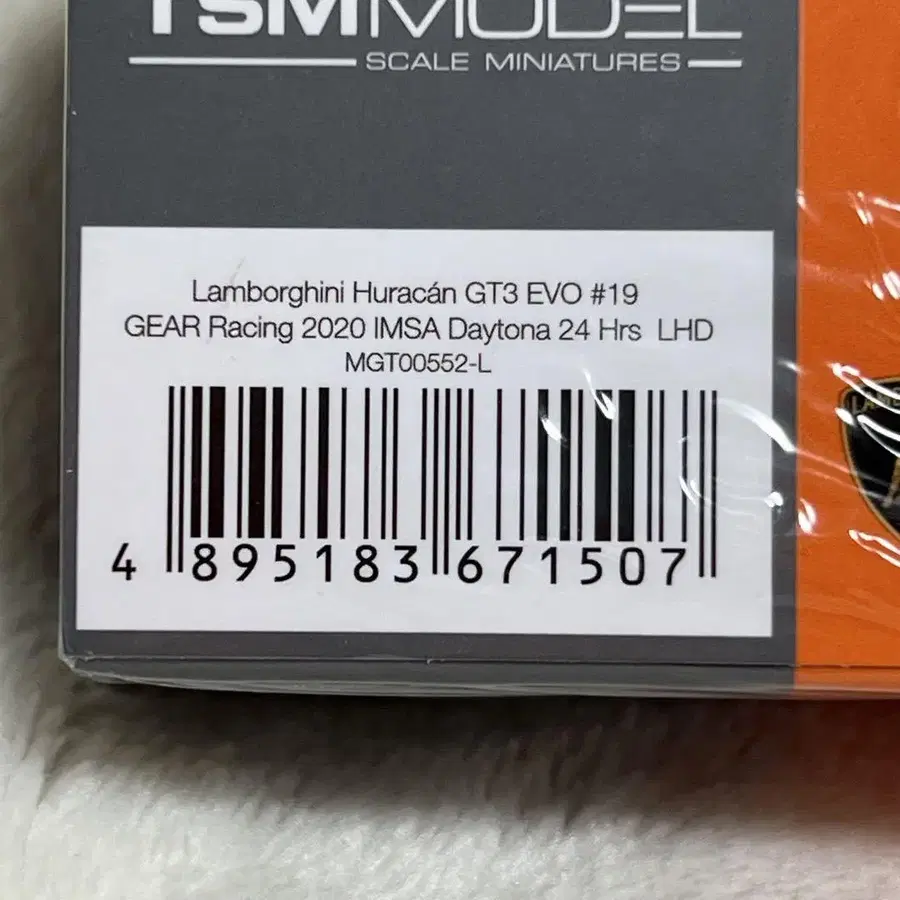 TSMMODEL
SCALE MINIATURES
Lamborghini Huracán GT3 EVO #19
GEAR Racing 2020 IMSA Daytona 24 Hrs LHD
MGT00552-L
4 895183 671507